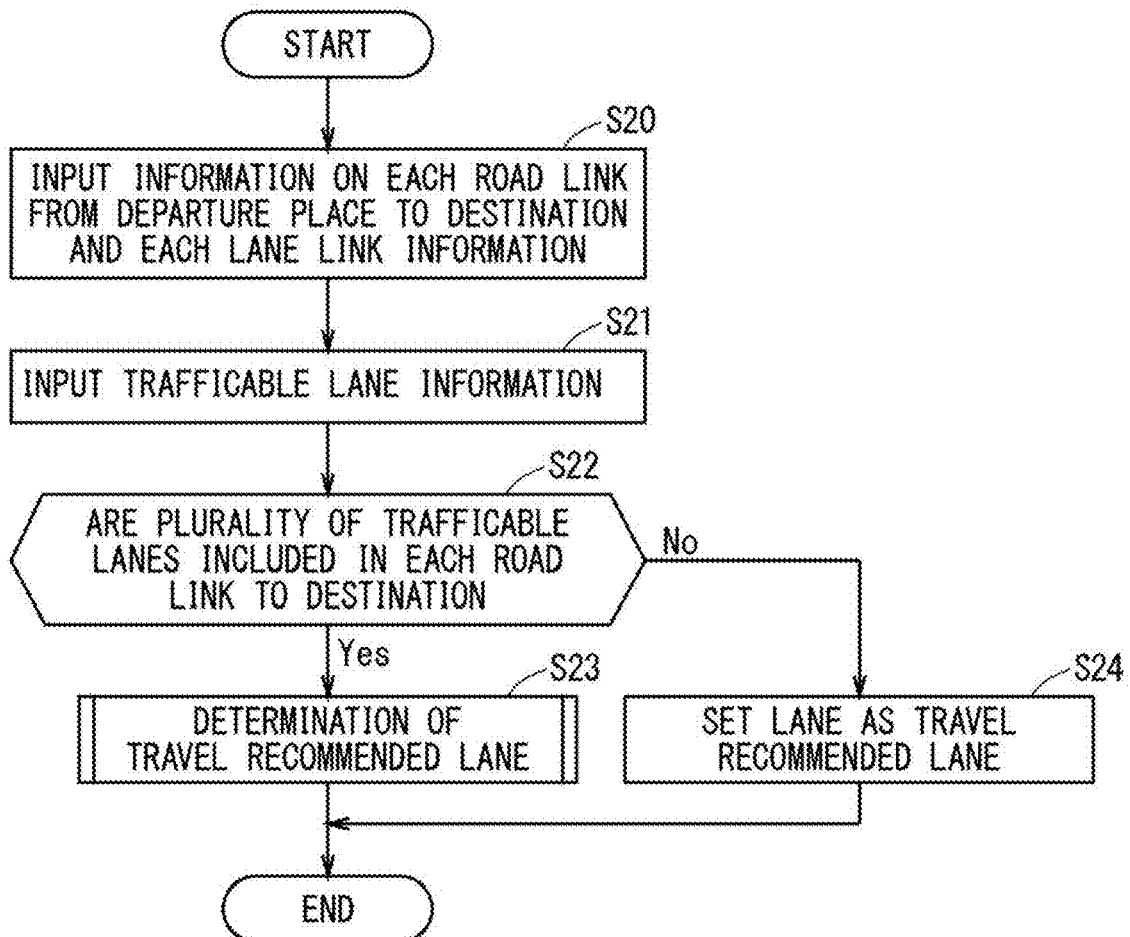 START
S20
INPUT INFORMATION ON EACH ROAD LINK
FROM DEPARTURE PLACE TO DESTINATION
AND EACH LANE LINK INFORMATION
S21
INPUT TRAFFICABLE LANE INFORMATION
S22
ARE PLURALITY OF TRAFFICABLE
LANES INCLUDED IN EACH ROAD
LINK TO DESTINATION
No
Yes
S23
DETERMINATION OF
TRAVEL RECOMMENDED LANE
S24
SET LANE AS TRAVEL
RECOMMENDED LANE
END